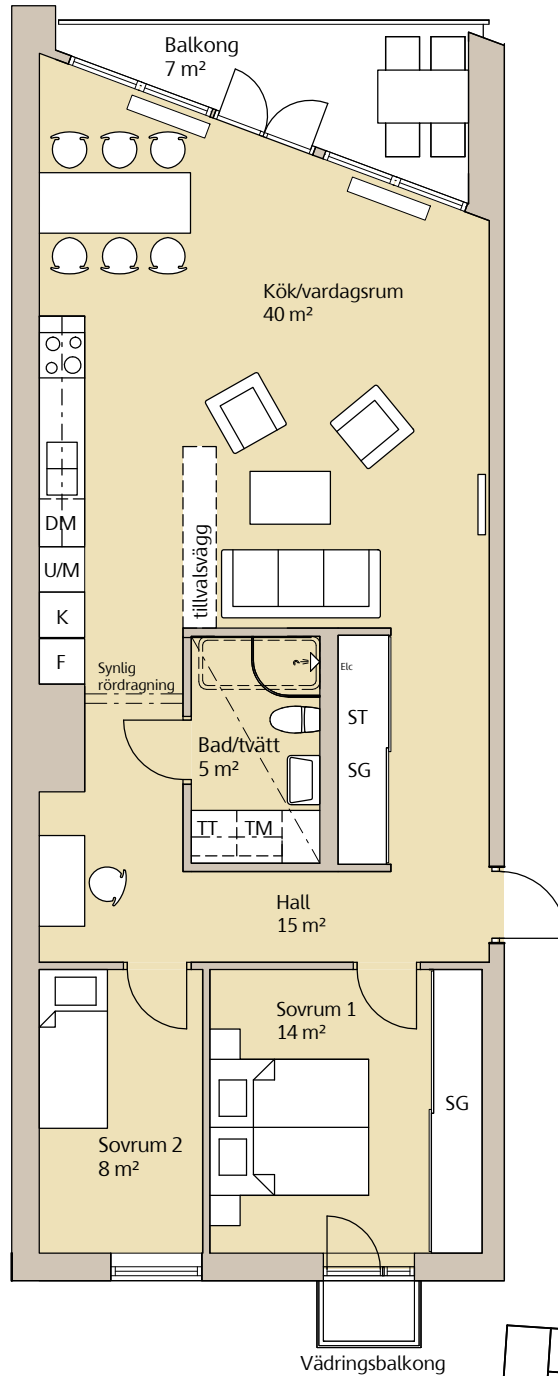 Balkong
7 m²
Kök/vardagsrum
40 m²
DM
tillvalsvägg
U/M
K
F
Synlig
rördragning
Elc
ST
SG
Bad/tvätt
5 m²
TT
TM
Hall
15 m²
Sovrum 1
14 m²
SG
Sovrum 2
8 m²
Vädringsbalkong